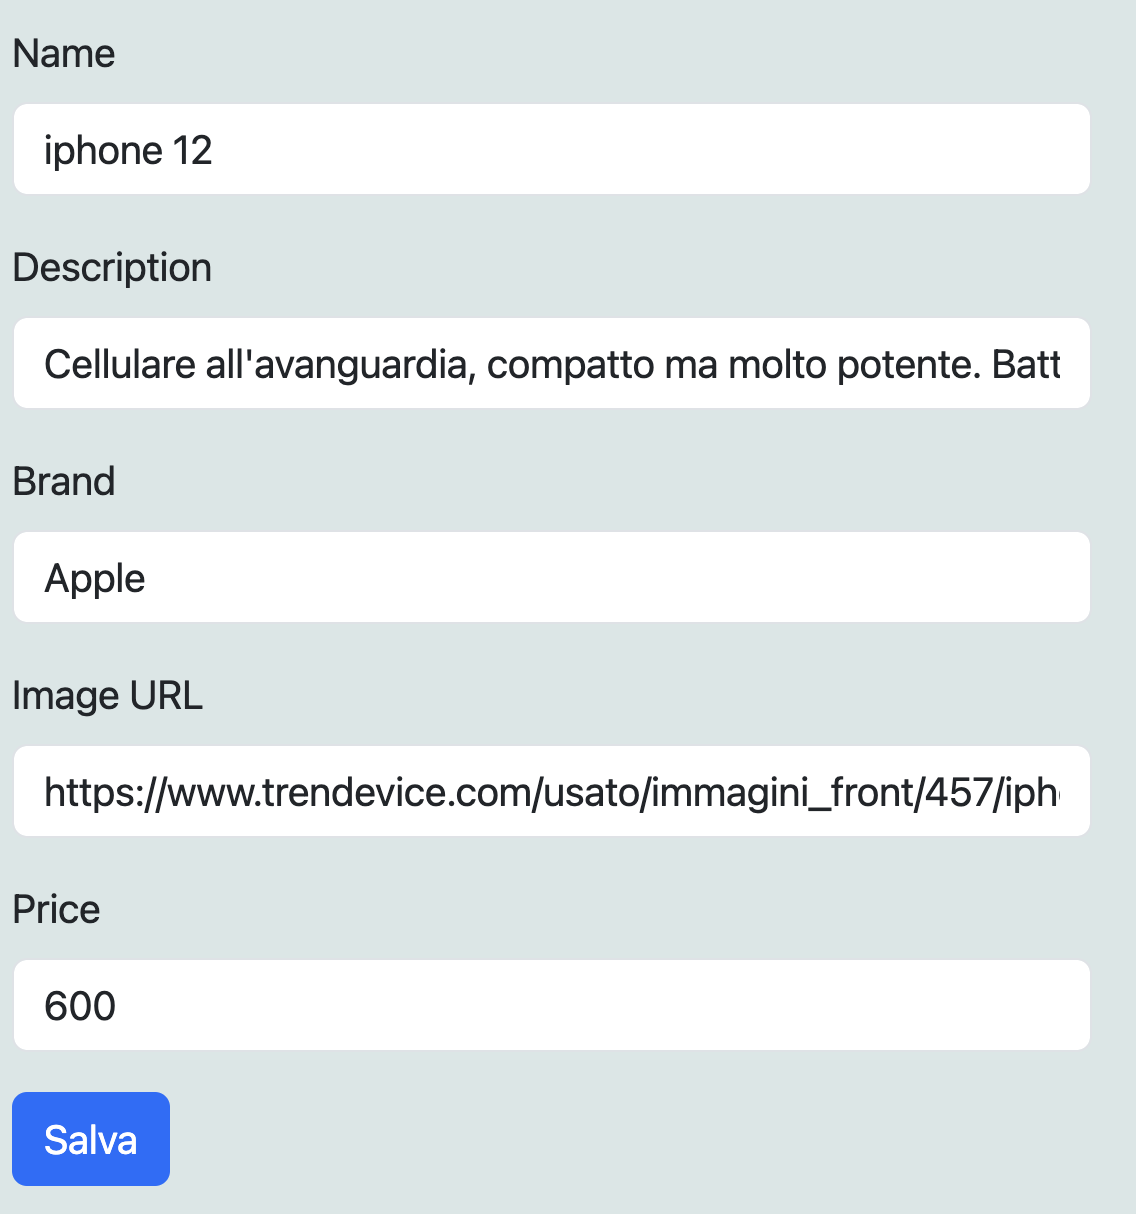 Name
iphone 12
Description
Cellulare all'avanguardia, compatto ma molto potente. Batt
Brand
Apple
Image URL
https://www.trendevice.com/usato/immagini_front/457/iph
Price
600
Salva